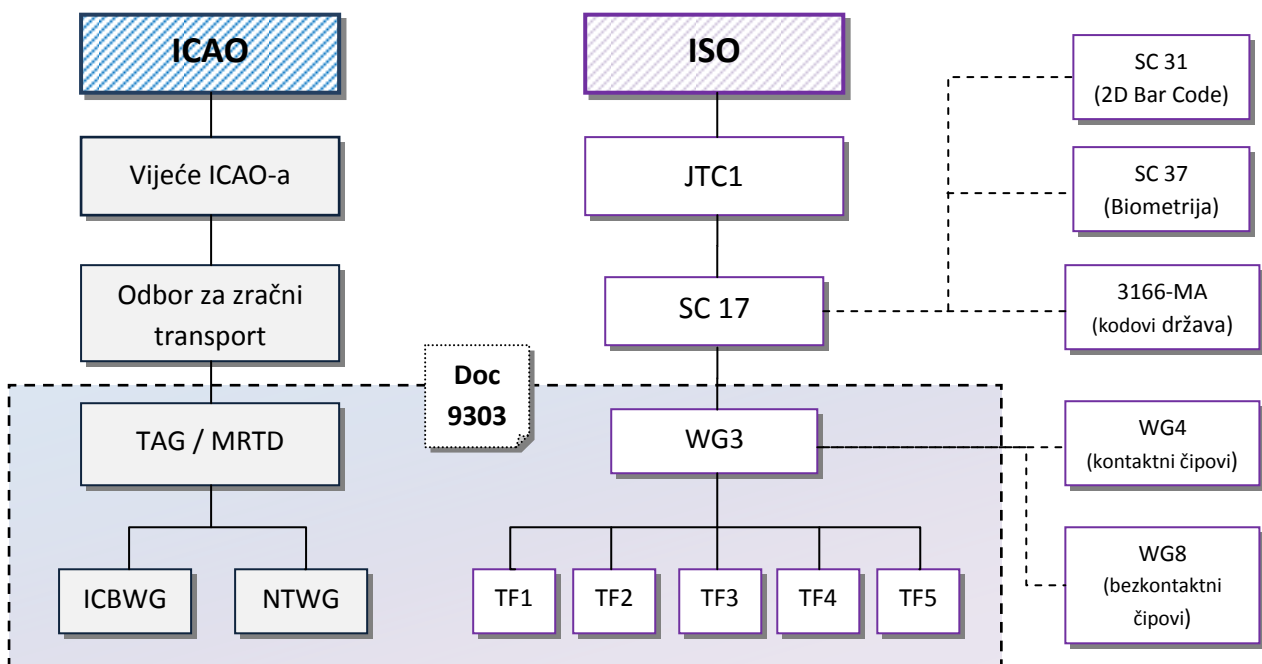 ICAO
ISO
SC 31
(2D Bar Code)
Vijeće ICAO-a
JTC1
SC 37
(Biometrija)
Odbor za zračni
transport
SC 17
3166-MA
(kodovi država)
Doc
9303
TAG / MRTD
WG3
WG4
(kontaktni čipovi)
ICBWG
NTWG
TF1
TF2
TF3
TF4
TF5
WG8
(bezkontaktni
čipovi)